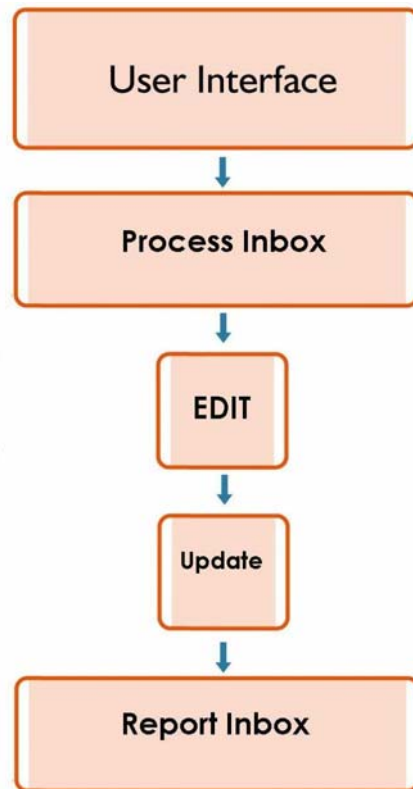 User Interface
Process Inbox
EDIT
Update
Report Inbox